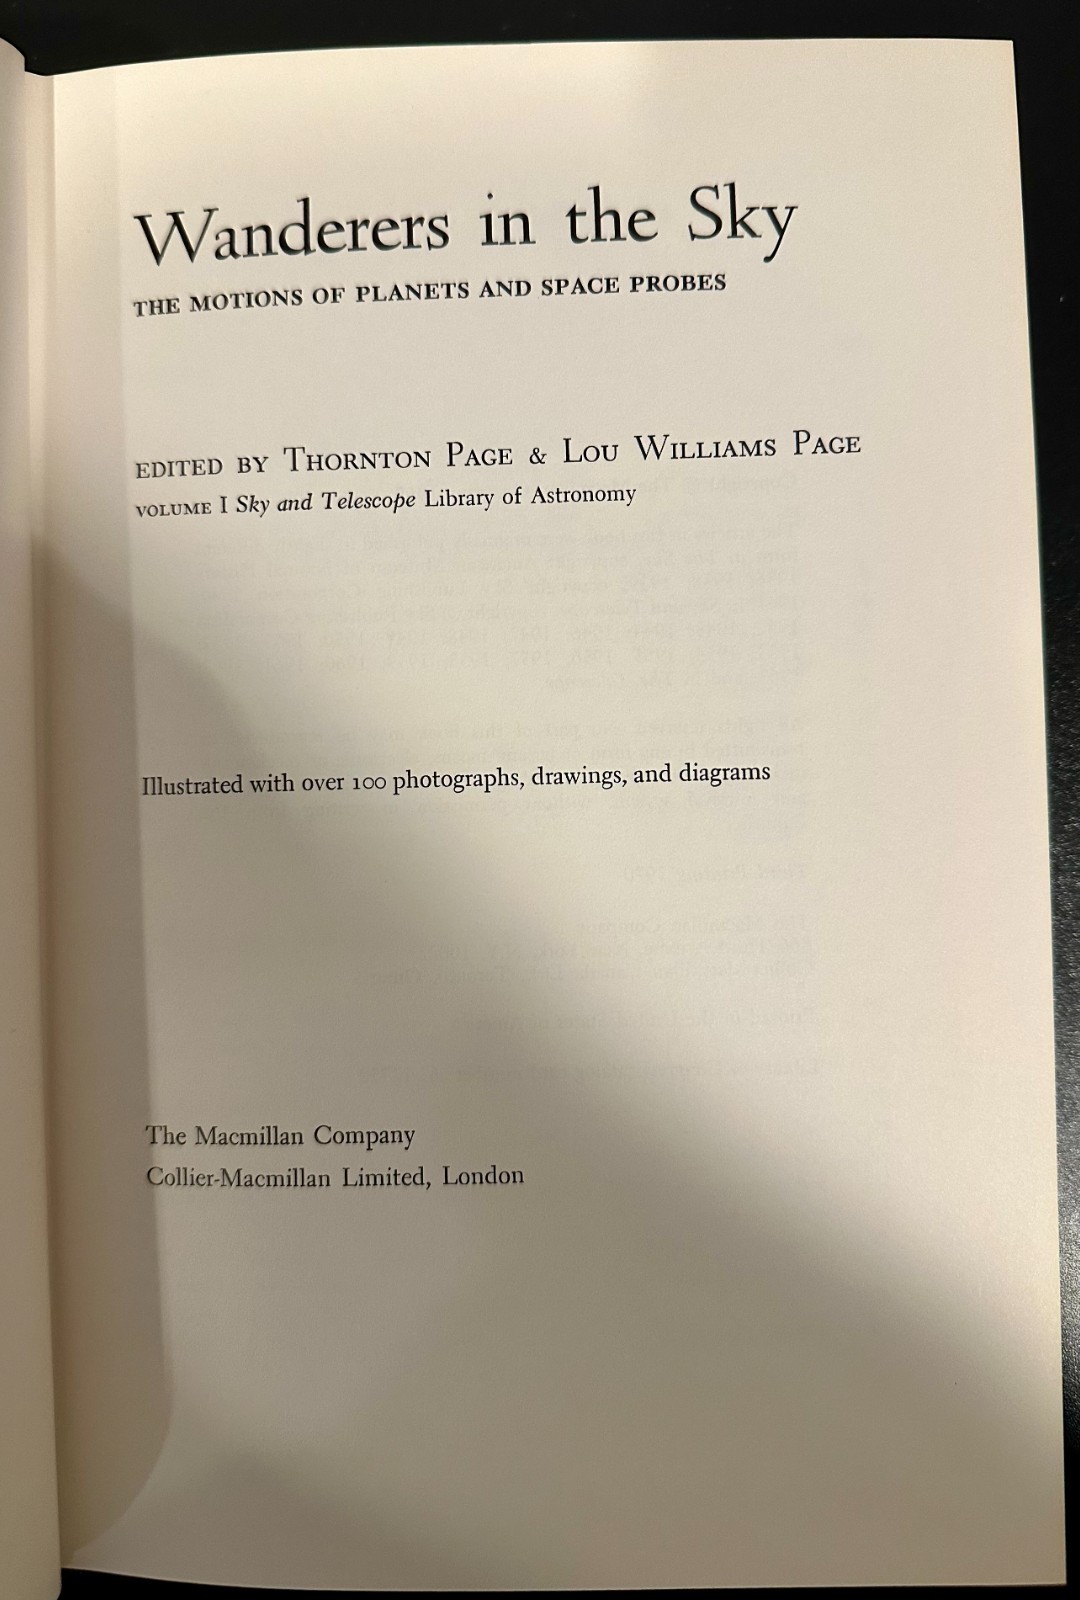 Wanderers in the Sky
THE MOTIONS OF PLANETS AND SPACE PROBES
EDITED BY THORNTON PAGE & LOU WILLIAMS PAGE
VOLUME I Sky and Telescope Library of Astronomy
Illustrated with over 100 photographs, drawings, and diagrams
The Macmillan Company
Collier-Macmillan Limited, London